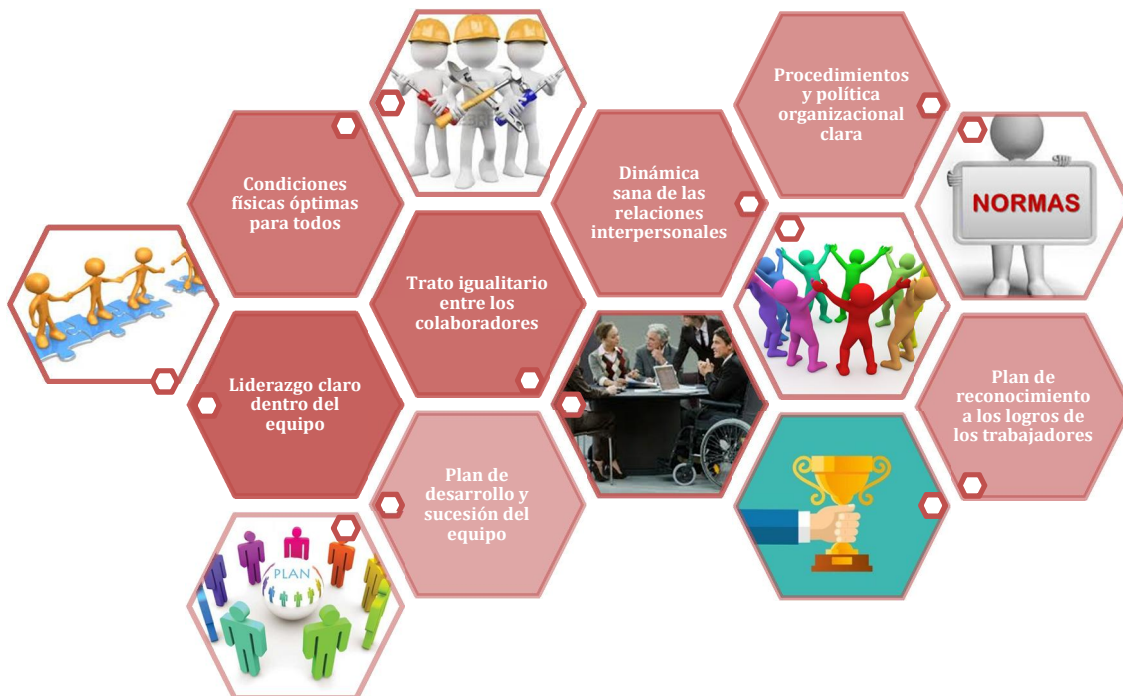 Procedimientos
y política
organizacional
clara
Condiciones
físicas óptimas
para todos
Dinámica
sana de las
relaciones
interpersonales
NORMAS
Trato igualitario
entre los
colaboradores
Liderazgo claro
dentro del
equipo
Plan de
reconocimiento
a los logros de
los trabajadores
Plan de
desarrollo y
sucesión del
equipo
PLAN